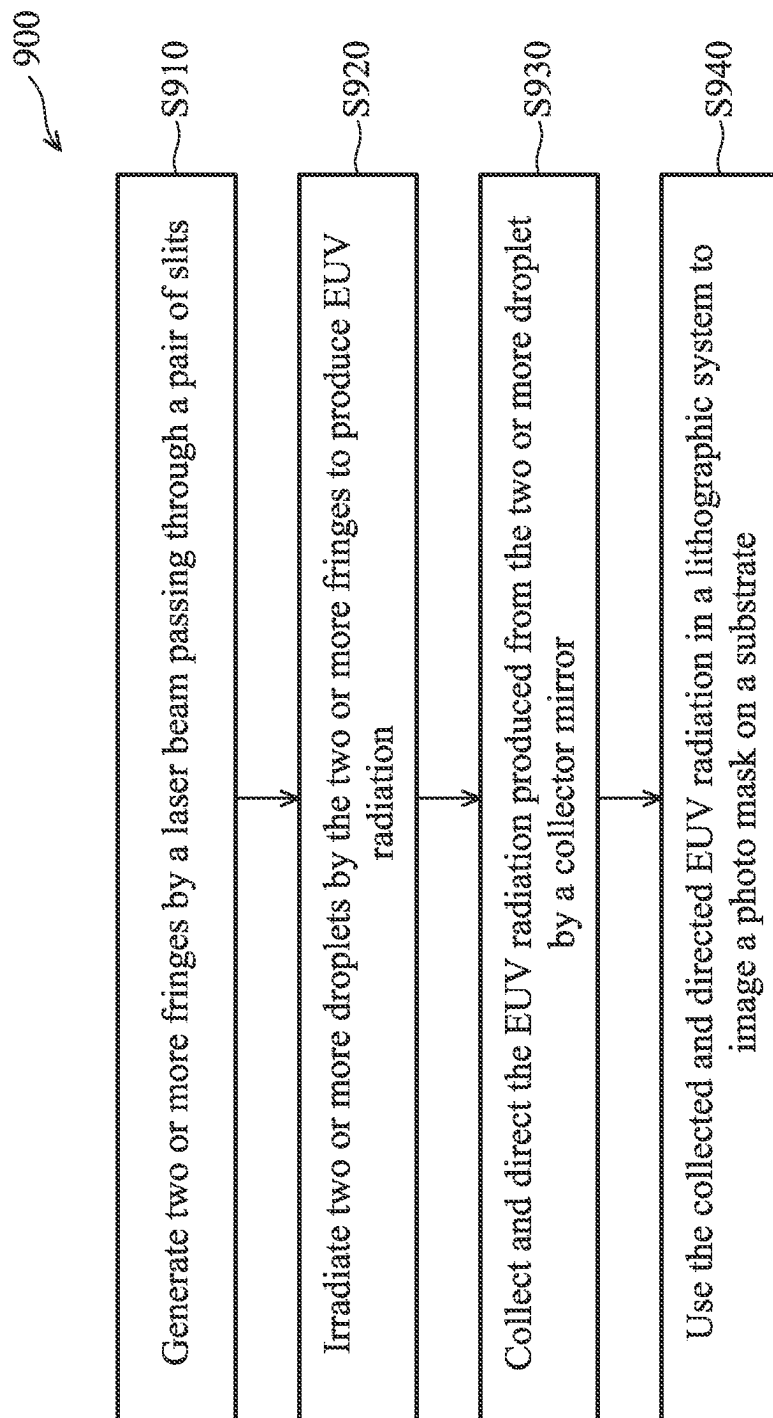 900
Generate two or more fringes by a laser beam passing through a pair of slits
S910
Irradiate two or more droplets by the two or more fringes to produce EUV
radiation
S920
Collect and direct the EUV radiation produced from the two or more droplet
by a collector mirror
S930
Use the collected and directed EUV radiation in a lithographic system to
image a photo mask on a substrate
S940